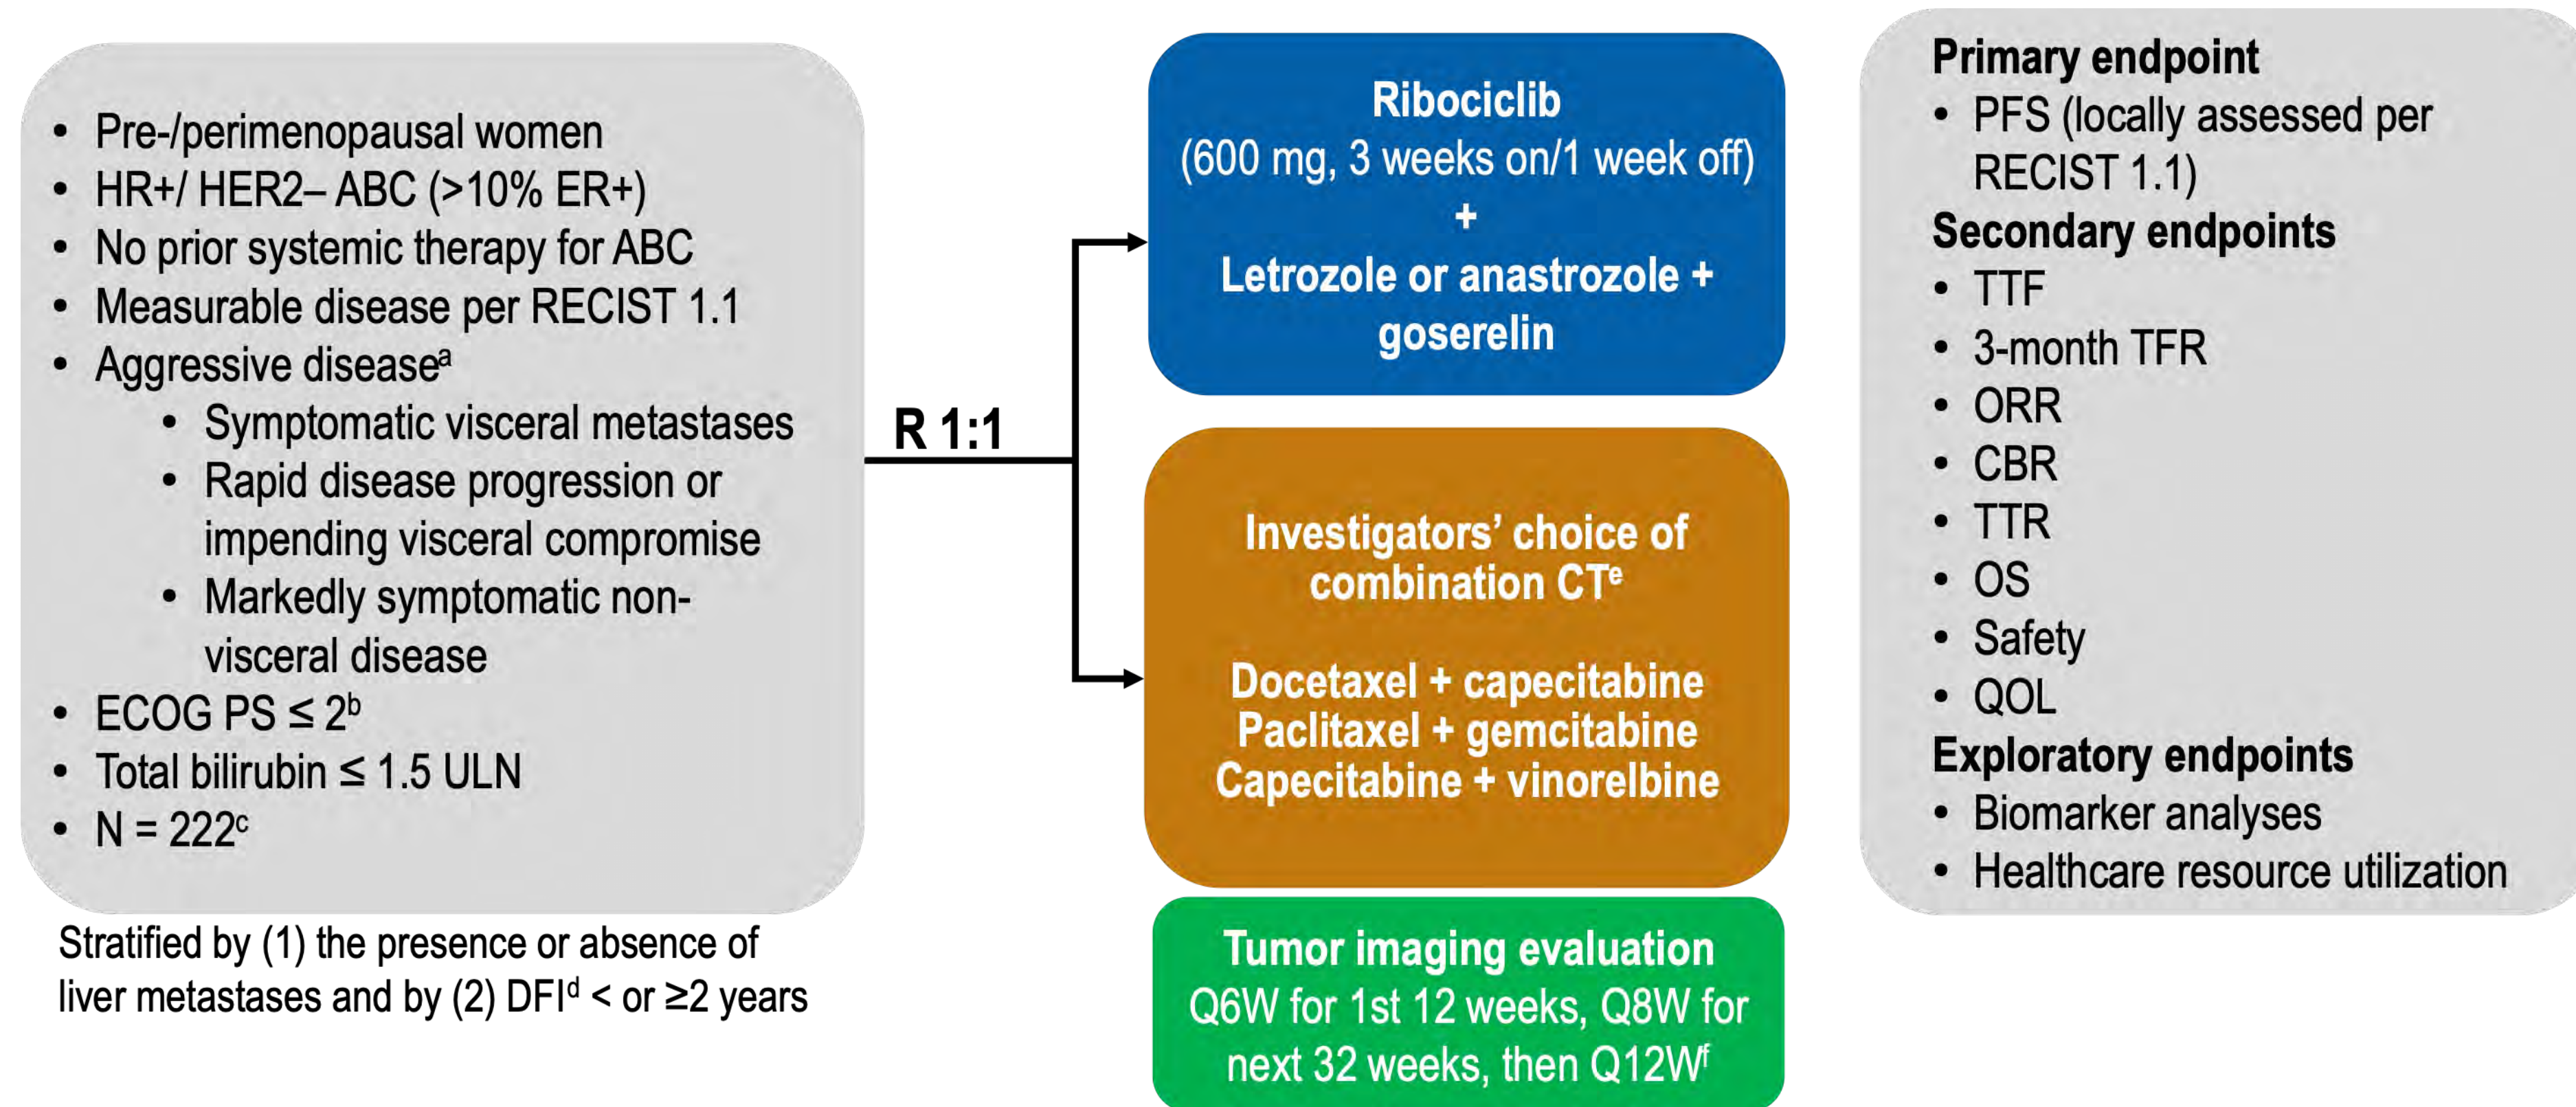 • Pre-/perimenopausal women
• HR+/ HER2– ABC (>10% ER+)
• No prior systemic therapy for ABC
• Measurable disease per RECIST 1.1
• Aggressive diseaseᵃ
• Symptomatic visceral metastases
• Rapid disease progression or
impending visceral compromise
• Markedly symptomatic non-
visceral disease
• ECOG PS ≤ 2ᵇ
• Total bilirubin ≤ 1.5 ULN
• N = 222ᶜ
Stratified by (1) the presence or absence of
liver metastases and by (2) DFIᵈ < or ≥2 years
R 1:1
Ribociclib
(600 mg, 3 weeks on/1 week off)
+
Letrozole or anastrozole +
goserelin
Investigators’ choice of
combination CTᵉ
Docetaxel + capecitabine
Paclitaxel + gemcitabine
Capecitabine + vinorelbine
Tumor imaging evaluation
Q6W for 1st 12 weeks, Q8W for
next 32 weeks, then Q12Wᶠ
Primary endpoint
• PFS (locally assessed per
RECIST 1.1)
Secondary endpoints
• TTF
• 3-month TFR
• ORR
• CBR
• TTR
• OS
• Safety
• QOL
Exploratory endpoints
• Biomarker analyses
• Healthcare resource utilization